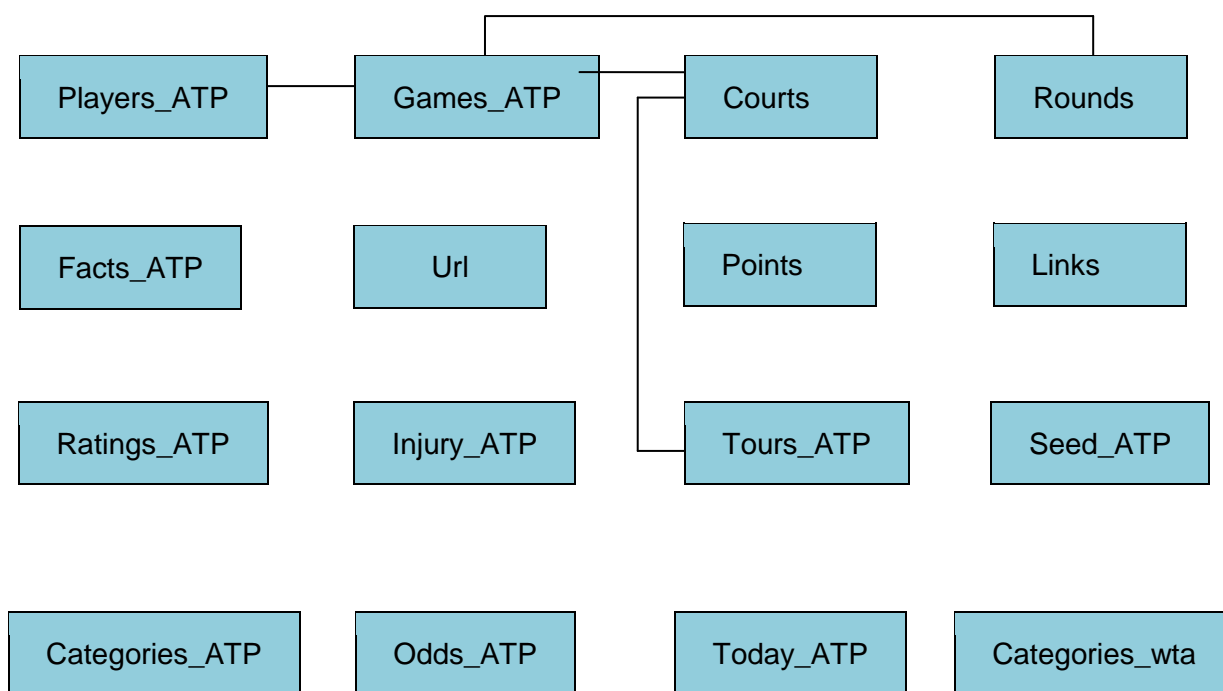 Players_ATP
Games_ATP
Courts
Rounds
Facts_ATP
Url
Points
Links
Ratings_ATP
Injury_ATP
Tours_ATP
Seed_ATP
Categories_ATP
Odds_ATP
Today_ATP
Categories_wta